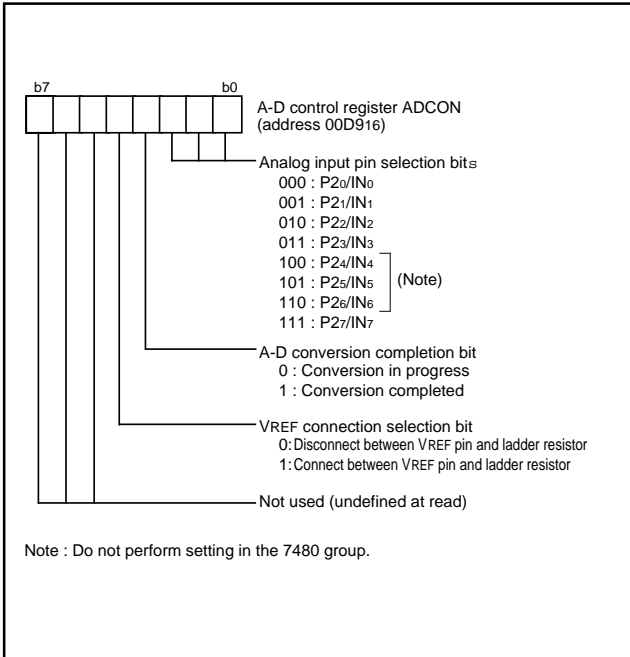 b7 b0
A-D control register ADCON
(address 00D916)
Analog input pin selection bits
000 : P20/IN0
001 : P21/IN1
010 : P22/IN2
011 : P23/IN3
100 : P24/IN4
101 : P25/IN5 (Note)
110 : P26/IN6
111 : P27/IN7
A-D conversion completion bit
0 : Conversion in progress
1 : Conversion completed
VREF connection selection bit
0: Disconnect between VREF pin and ladder resistor
1: Connect between VREF pin and ladder resistor
Not used (undefined at read)
Note : Do not perform setting in the 7480 group.